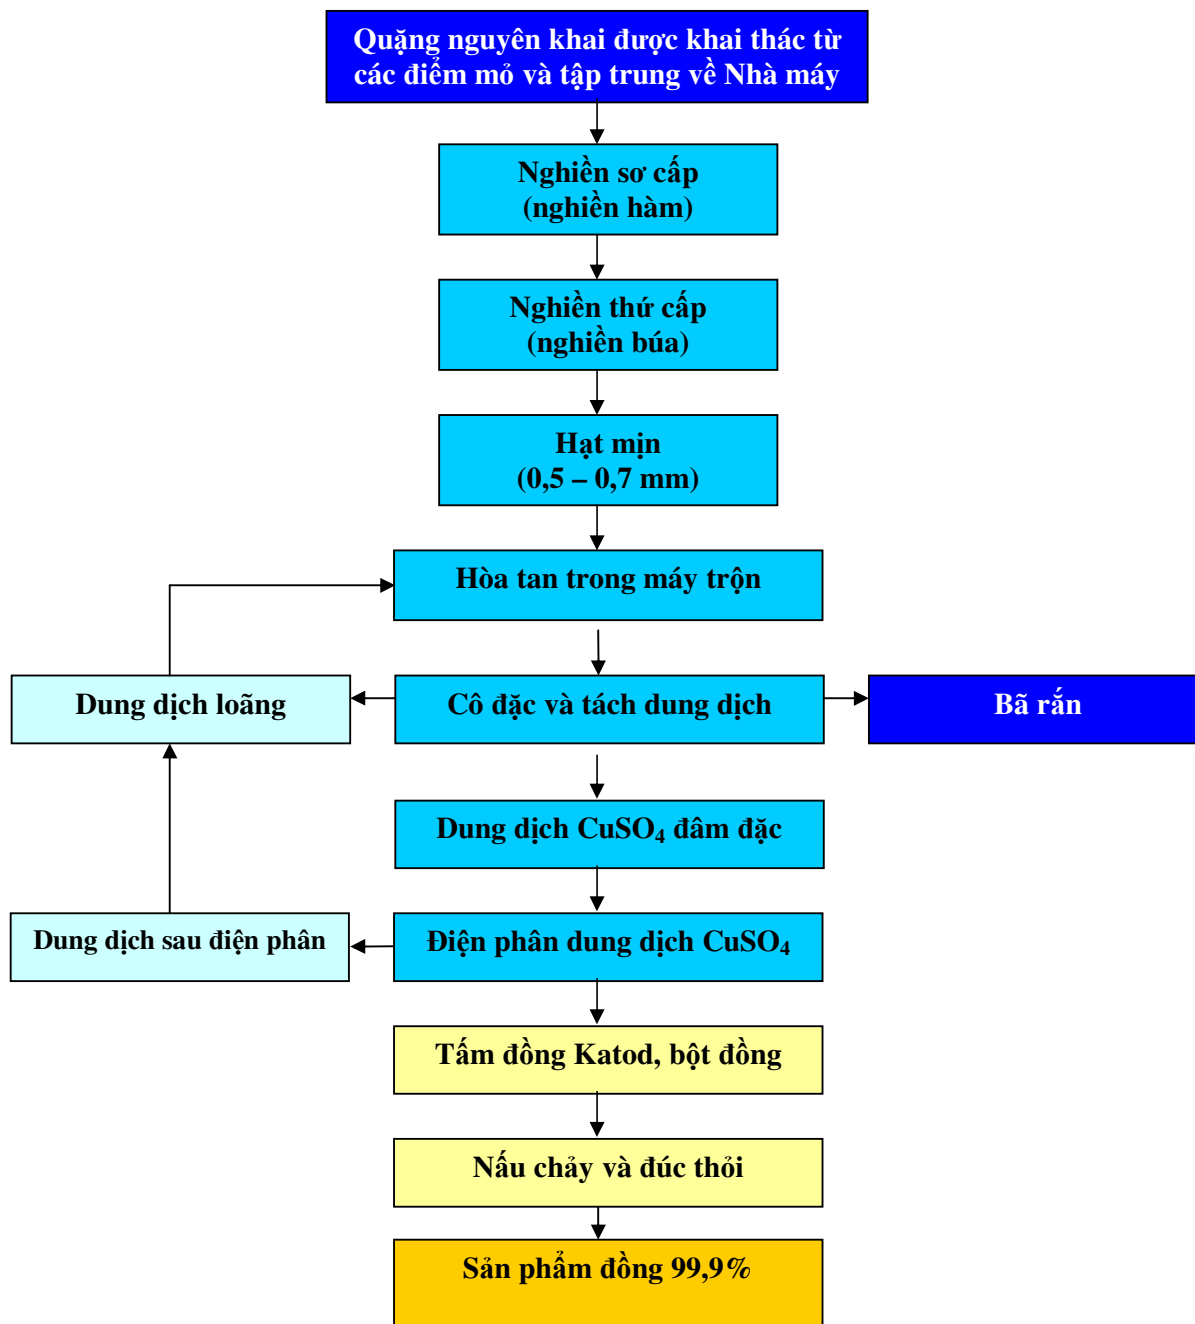 Quặng nguyên khai được khai thác từ
các điểm mỏ và tập trung về Nhà máy
Nghiền sơ cấp
(nghiền hàm)
Nghiền thứ cấp
(nghiền búa)
Hạt mịn
(0,5 – 0,7 mm)
Hòa tan trong máy trộn
Dung dịch loãng
Cô đặc và tách dung dịch
Bã rắn
Dung dịch CuSO₄ đâm đặc
Dung dịch sau điện phân
Điện phân dung dịch CuSO₄
Tấm đồng Katod, bột đồng
Nấu chảy và đúc thỏi
Sản phẩm đồng 99,9%